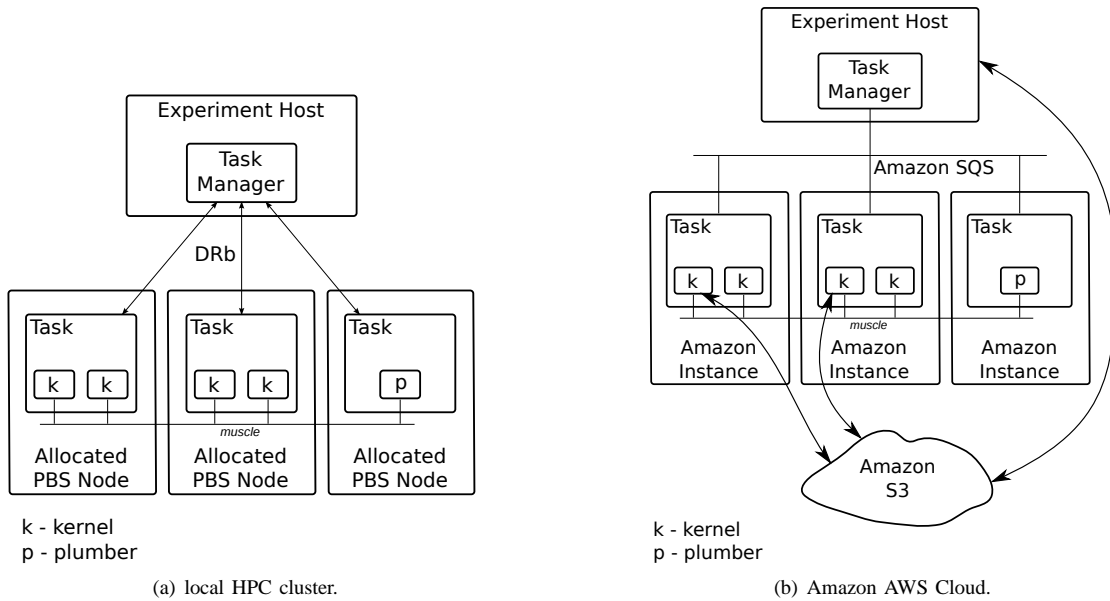 Experiment Host
Task
Manager
DRb
Task
Task
Task
k
k
k
k
p
muscle
Allocated
PBS Node
Allocated
PBS Node
Allocated
PBS Node
k - kernel
p - plumber
(a) local HPC cluster.
Experiment Host
Task
Manager
Amazon SQS
Task
Task
Task
k
k
k
k
p
muscle
Amazon
Instance
Amazon
Instance
Amazon
Instance
Amazon
S3
k - kernel
p - plumber
(b) Amazon AWS Cloud.